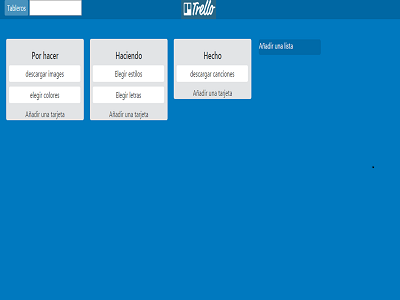 Tableros
Trello
Por hacer
descargar images
elegir colores
Añadir una tarjeta
Haciendo
Elegir estilos
Elegir letras
Añadir una tarjeta
Hecho
descargar canciones
Añadir una tarjeta
Añadir una lista